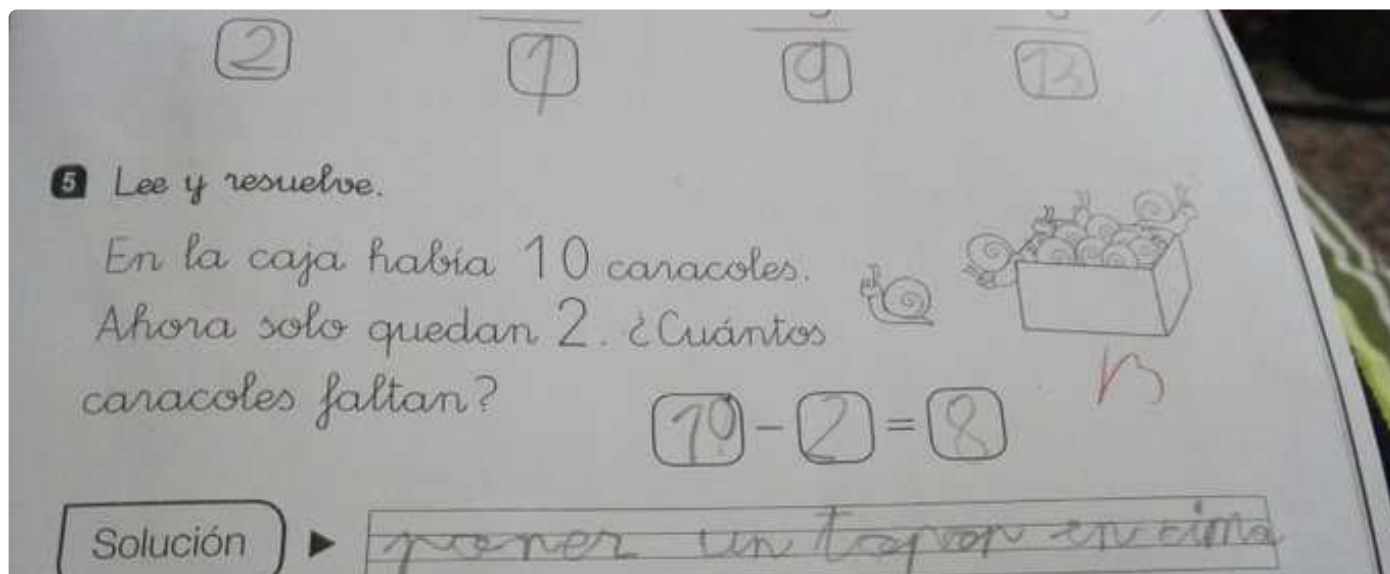 2 7 9 13
5 Lee y resuelve.
En la caja había 10 caracoles.
Ahora solo quedan 2. ¿Cuántos
caracoles faltan?
10 - 2 = 8
Solución ▶ poner un tapon encima